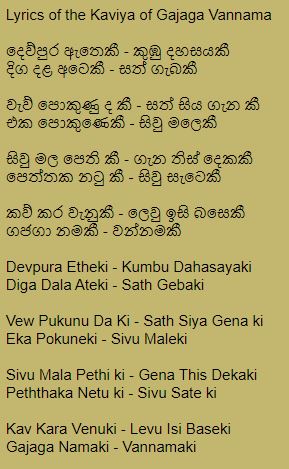 Lyrics of the Kaviya of Gajaga Vannama
දෙව්පුර ඇතෙකී - කුඹු දහසයකී
දිග දළ අටෙකී - සත් ගැබකී
වැව් පොකුණු ද කී - සත් සිය ගැන කී
එක පොකුණෙකී - සිවු මලෙකී
සිවු මල පෙති කී - ගැන තිස් දෙකකී
පෙත්තක නටු කී - සිවු සැටෙකී
කව් කර වැනුකී - ලෙවු ඉසි බසෙකී
ගජගා නමකී - වන්නමකී
Devpura Etheki - Kumbu Dahasayaki
Diga Dala Ateki - Sath Gebaki
Vew Pukunu Da Ki - Sath Siya Gena ki
Eka Pokuneki - Sivu Maleki
Sivu Mala Pethi ki - Gena This Dekaki
Peththaka Netu ki - Sivu Sate ki
Kav Kara Venuki - Levu Isi Baseki
Gajaga Namaki - Vannamaki